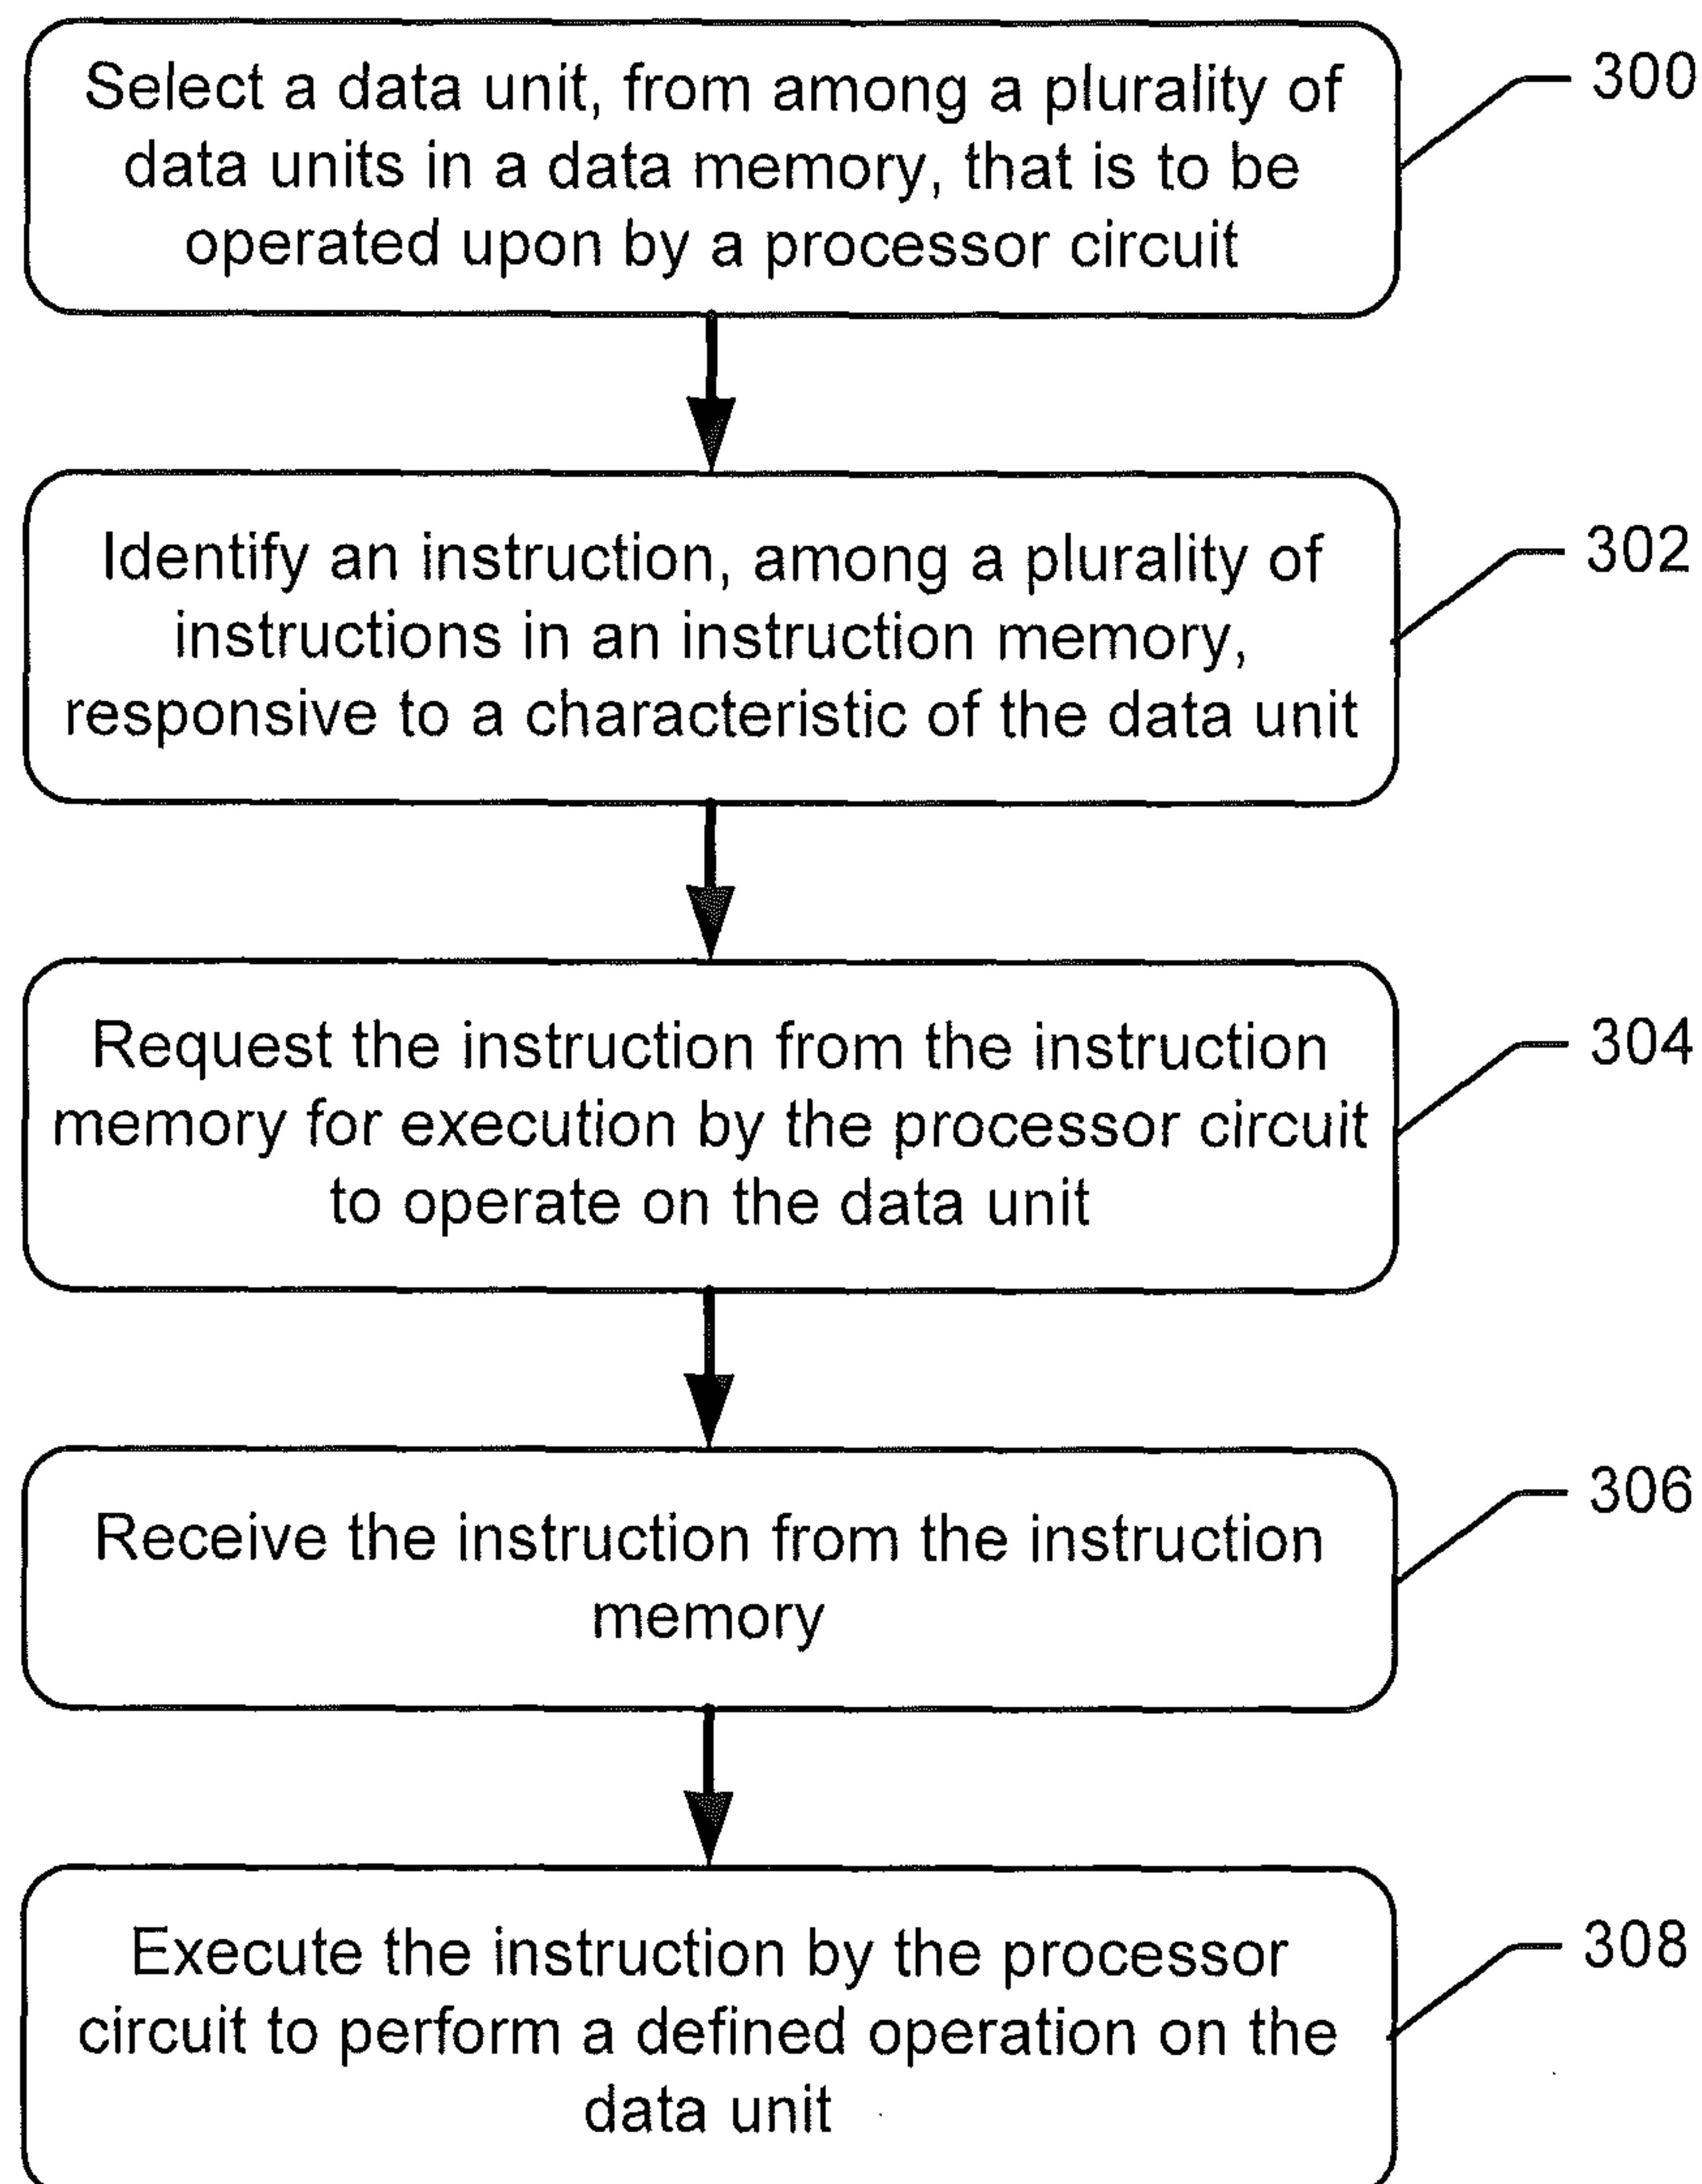 Select a data unit, from among a plurality of
data units in a data memory, that is to be
operated upon by a processor circuit
300
Identify an instruction, among a plurality of
instructions in an instruction memory,
responsive to a characteristic of the data unit
302
Request the instruction from the instruction
memory for execution by the processor circuit
to operate on the data unit
304
Receive the instruction from the instruction
memory
306
Execute the instruction by the processor
circuit to perform a defined operation on the
data unit
308